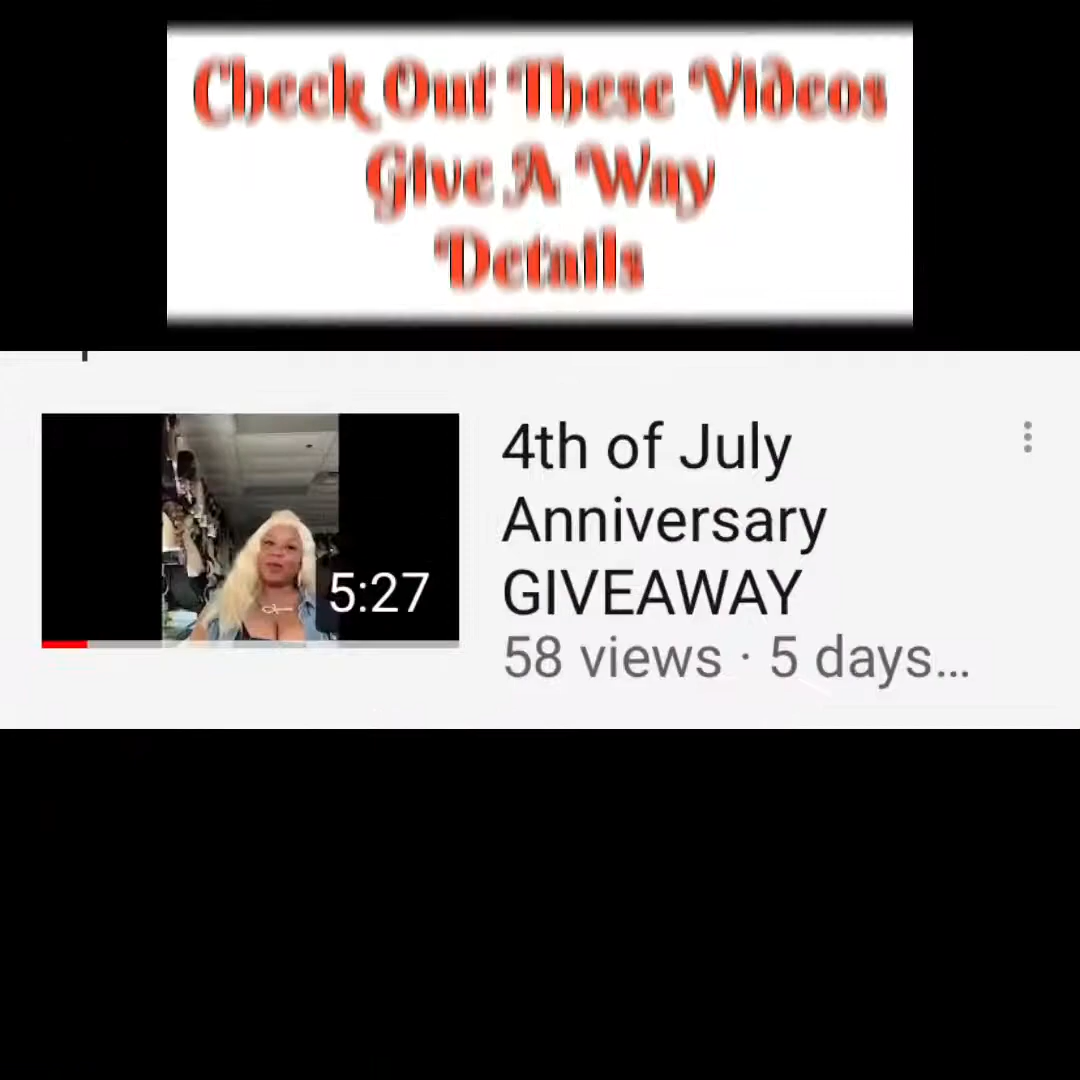 Check Out These Videos
Give A Way
Details
4th of July
Anniversary
GIVEAWAY
5:27
58 views · 5 days...